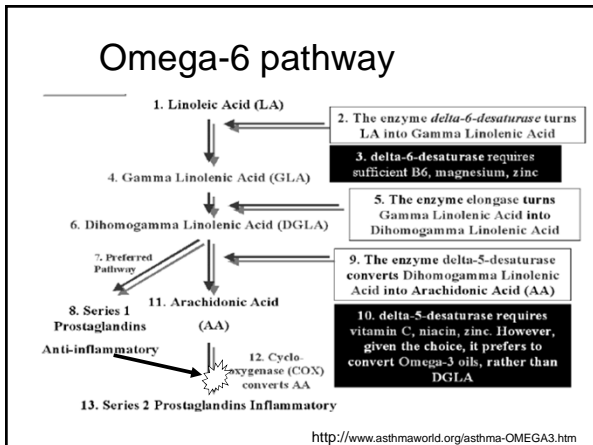 Omega-6 pathway
1. Linoleic Acid (LA)
2. The enzyme delta-6-desaturase turns
LA into Gamma Linolenic Acid
3. delta-6-desaturase requires
sufficient B6, magnesium, zinc
4. Gamma Linolenic Acid (GLA)
5. The enzyme elongase turns
Gamma Linolenic Acid into
Dihomogamma Linolenic Acid
6. Dihomogamma Linolenic Acid (DGLA)
7. Preferred
Pathway
8. Series 1
Prostaglandins
Anti-inflammatory
9. The enzyme delta-5-desaturase
converts Dihomogamma Linolenic
Acid into Arachidonic Acid (AA)
10. delta-5-desaturase requires
vitamin C, niacin, zinc. However,
given the choice, it prefers to
convert Omega-3 oils, rather than
DGLA
11. Arachidonic Acid
(AA)
12. Cyclo-
oxygenase (COX)
converts AA
13. Series 2 Prostaglandins Inflammatory
http://www.asthmaworld.org/asthma-OMEGA3.htm